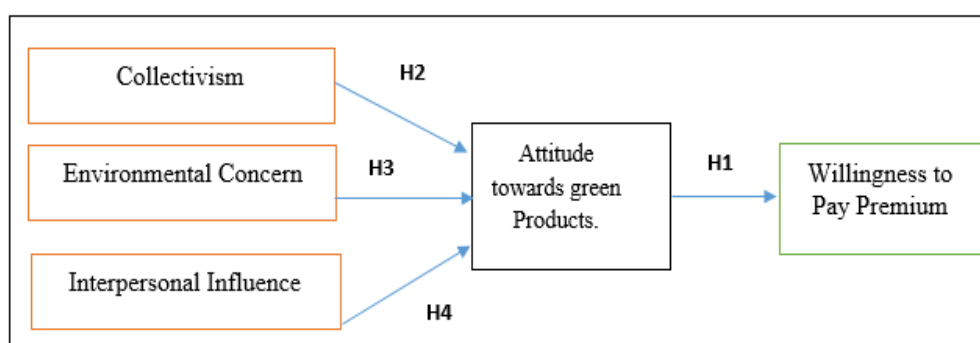 Collectivism
H2
Environmental Concern
H3
Interpersonal Influence
H4
Attitude
towards green
Products.
H1
Willingness to
Pay Premium